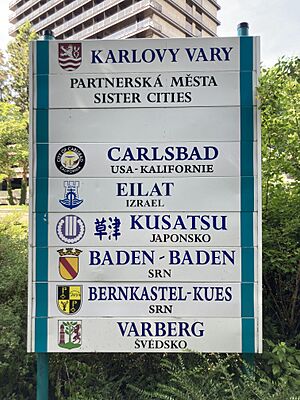 KARLOVY VARY
PARTNERSKÁ MĚSTA
SISTER CITIES
CARLSBAD
USA-KALIFORNIE
EILAT
IZRAEL
草津 KUSATSU
JAPONSKO
BADEN-BADEN
SRN
BERNKASTEL-KUES
SRN
VARBERG
ŠVÉDSKO